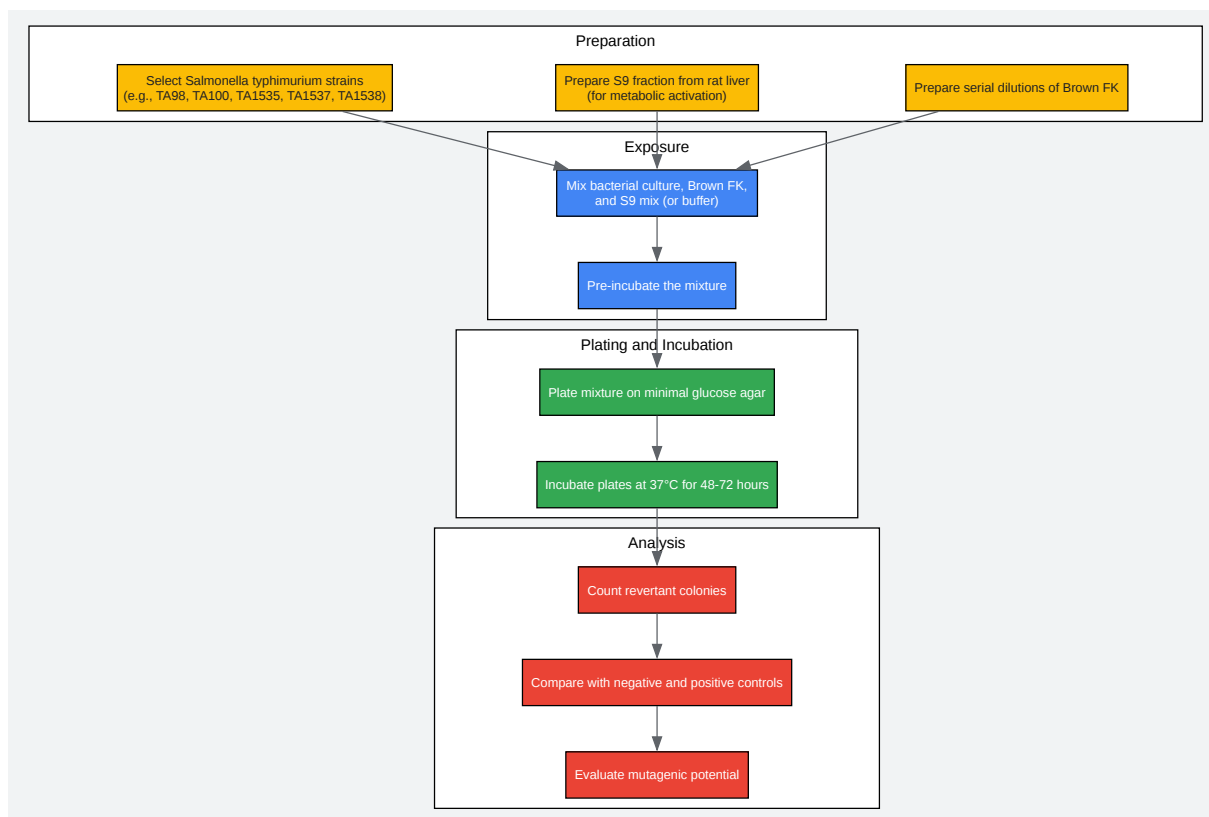 Preparation
Select Salmonella typhimurium strains
(e.g., TA98, TA100, TA1535, TA1537, TA1538)
Prepare S9 fraction from rat liver
(for metabolic activation)
Prepare serial dilutions of Brown FK
Exposure
Mix bacterial culture, Brown FK,
and S9 mix (or buffer)
Pre-incubate the mixture
Plating and Incubation
Plate mixture on minimal glucose agar
Incubate plates at 37°C for 48-72 hours
Analysis
Count revertant colonies
Compare with negative and positive controls
Evaluate mutagenic potential